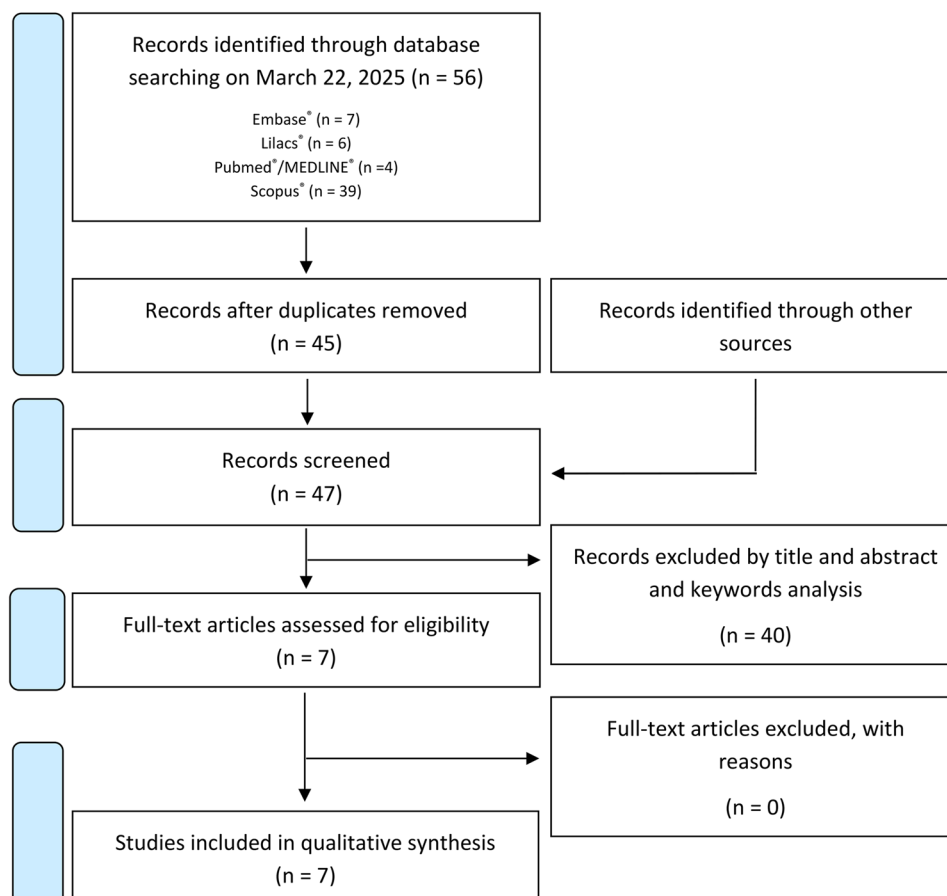 Records identified through database
searching on March 22, 2025 (n = 56)
Embase® (n = 7)
Lilacs® (n = 6)
Pubmed®/MEDLINE® (n =4)
Scopus® (n = 39)
Records after duplicates removed
(n = 45)
Records identified through other
sources
Records screened
(n = 47)
Records excluded by title and abstract
and keywords analysis
(n = 40)
Full-text articles assessed for eligibility
(n = 7)
Full-text articles excluded, with
reasons
(n = 0)
Studies included in qualitative synthesis
(n = 7)